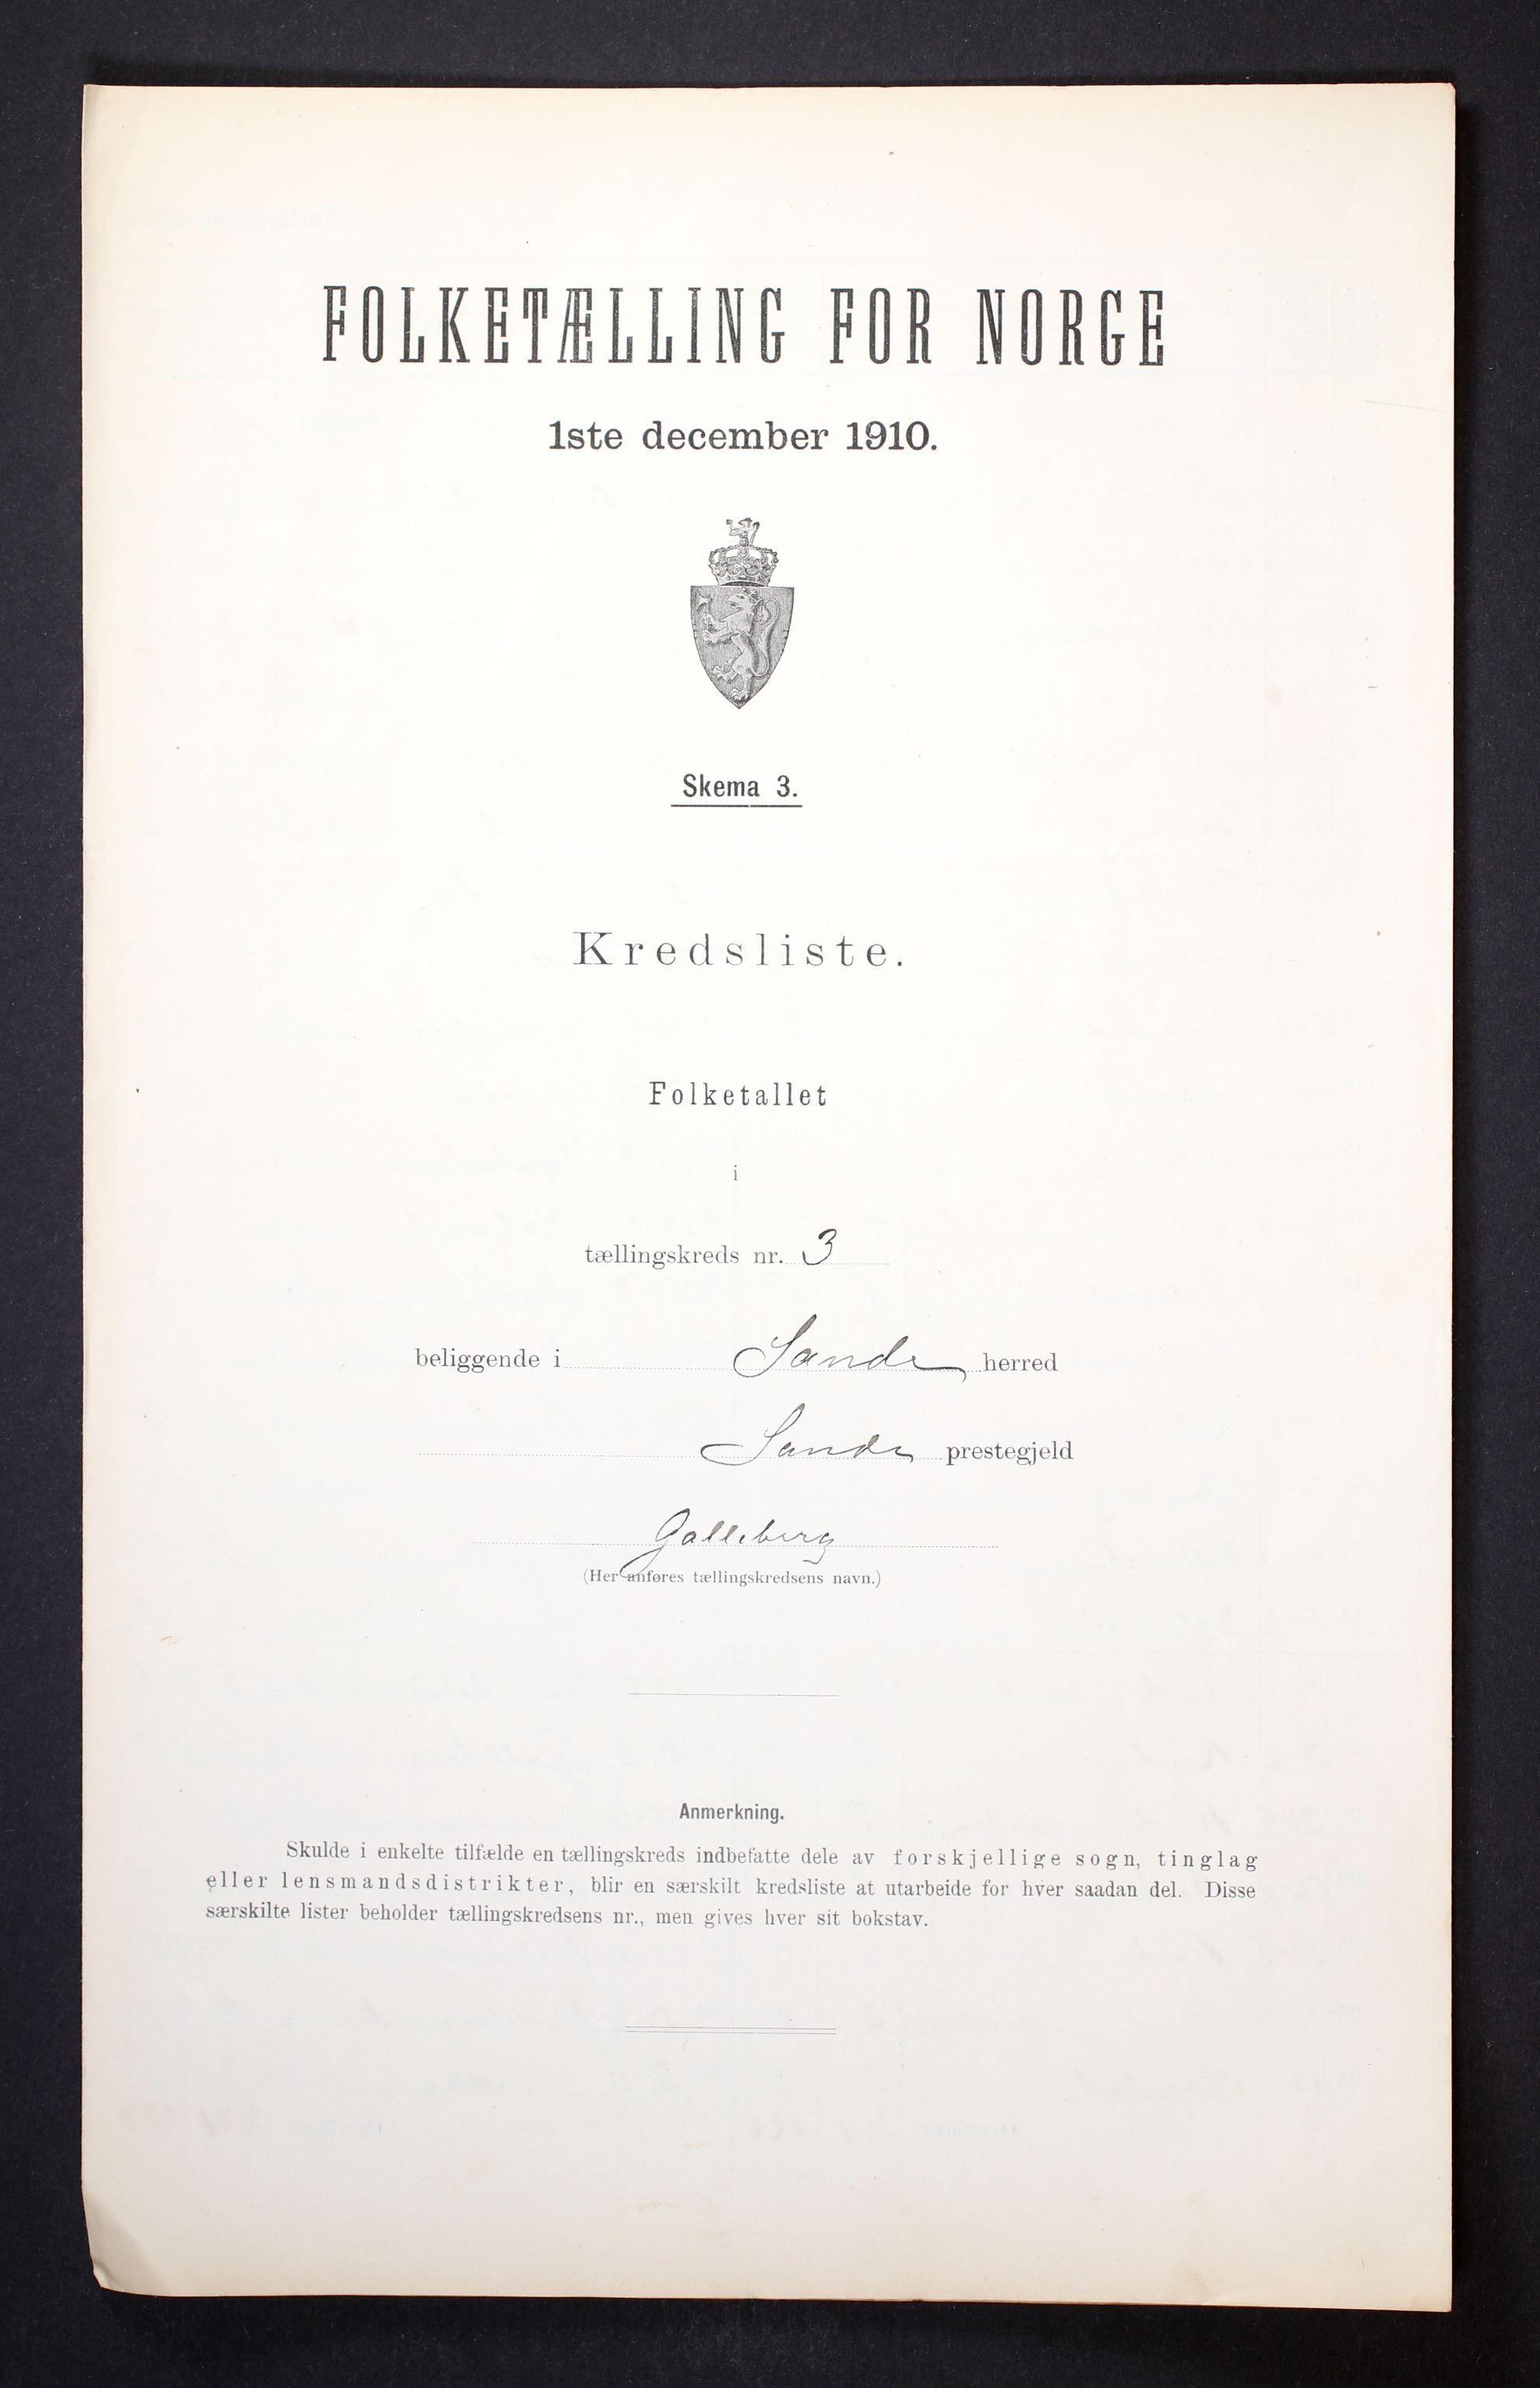 FOLKETÆLLING FOR NORGE
1ste december 1910.
Skema 3.
Kredsliste.
Folketallet
i
tællingskreds nr. 3
beliggende i Sande herred
Sande prestegjeld
Galleberg
(Her anføres tællingskredsens navn.)
Anmerkning.
Skulde i enkelte tilfælde en tællingskreds indbefatte dele av forskjellige sogn, tinglag
eller lensmandsdistrikter, blir en særskilt kredsliste at utarbeide for hver saadan del. Disse
særskilte lister beholder tællingskredsens nr., men gives hver sit bokstav.